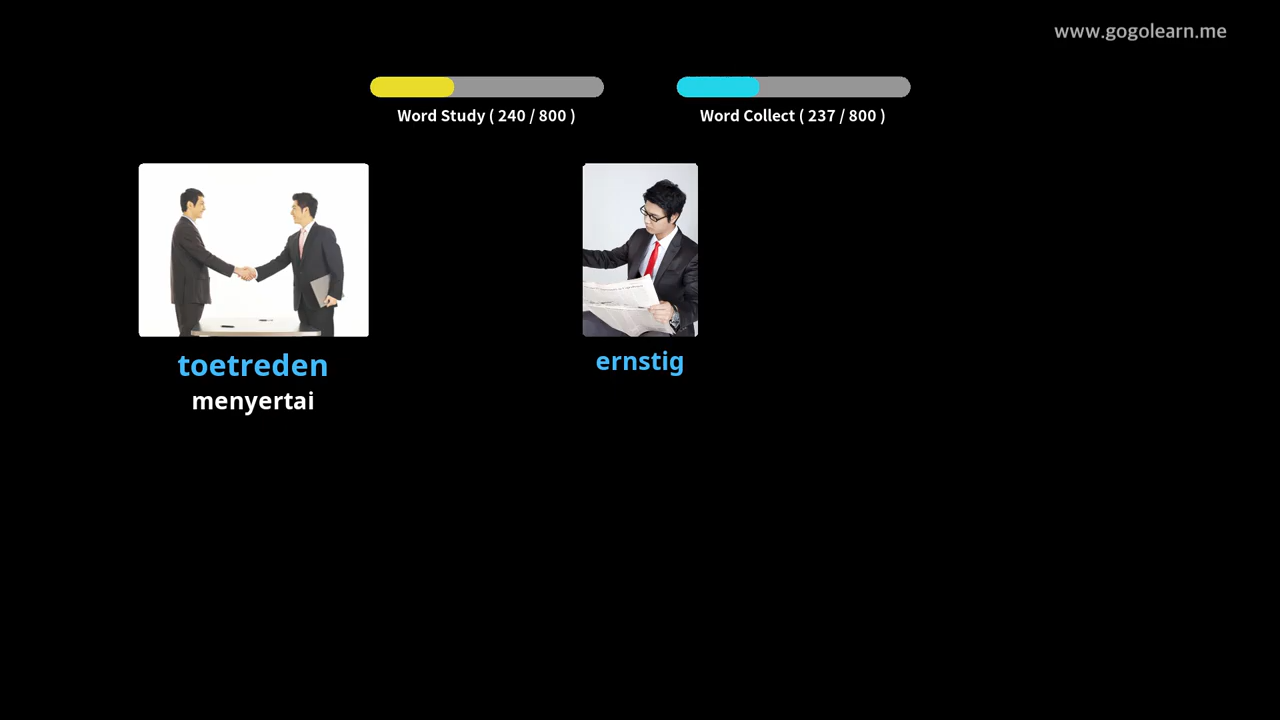 www.gogolearn.me
Word Study ( 240 / 800 )
Word Collect ( 237 / 800 )
toetreden
menyertai
ernstig